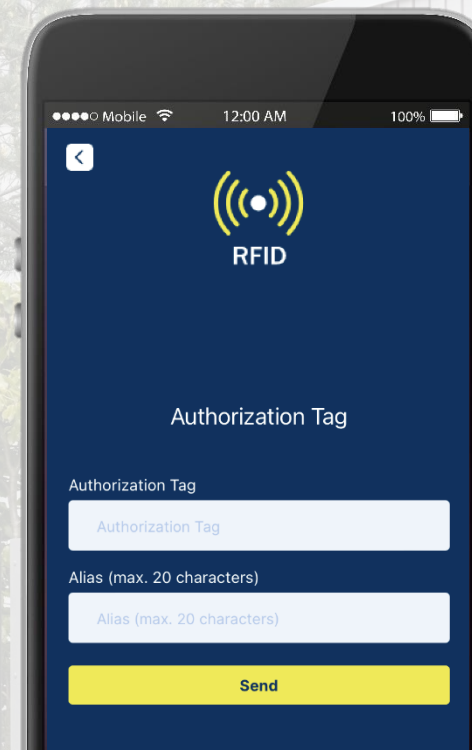 Mobile 12:00 AM 100%
RFID
Authorization Tag
Authorization Tag
Authorization Tag
Alias (max. 20 characters)
Alias (max. 20 characters)
Send